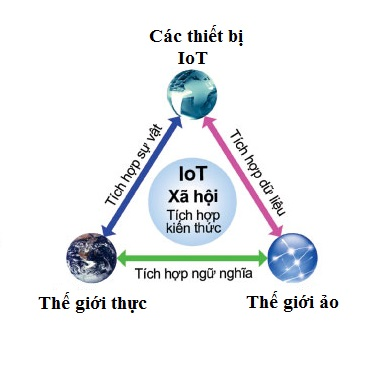 Các thiết bị
IoT
Tích hợp sự vật
Tích hợp dữ liệu
IoT
Xã hội
Tích hợp
kiến thức
Tích hợp ngữ nghĩa
Thế giới thực
Thế giới ảo